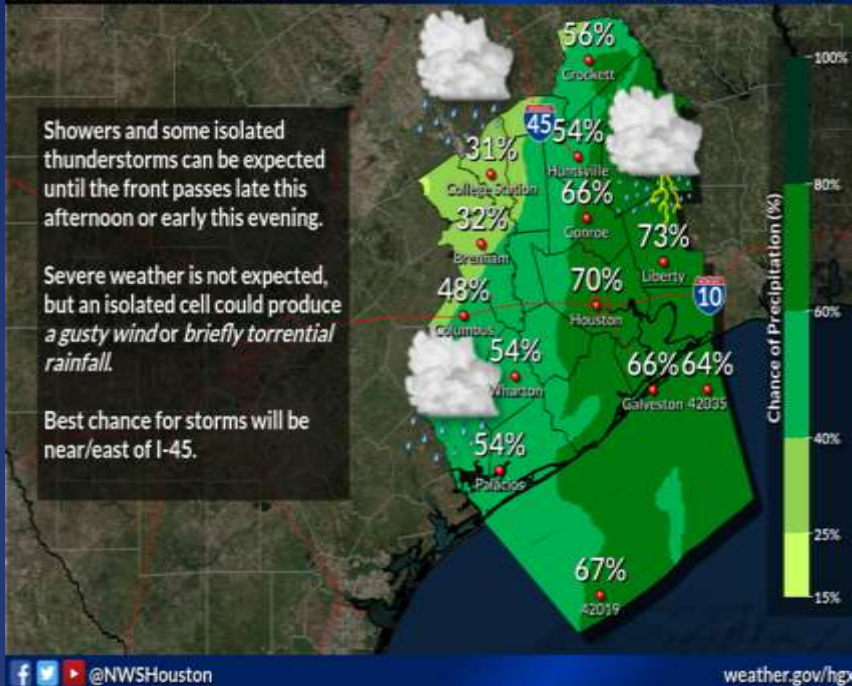 Showers and some isolated
thunderstorms can be expected
until the front passes late this
afternoon or early this evening.
Severe weather is not expected,
but an isolated cell could produce
a gusty wind or briefly torrential
rainfall.
Best chance for storms will be
near/east of I-45.
56%
Crockett
45
54%
Huntsville
31%
College Station
66%
Conroe
32%
Brenham
73%
Liberty
48%
Columbus
70%
Houston
10
54%
Wharton
66%
Galveston
64%
42035
54%
Palacios
67%
42019
Chance of Precipitation (%)
100%
80%
60%
40%
25%
15%
@NWSHouston
weather.gov/hgx